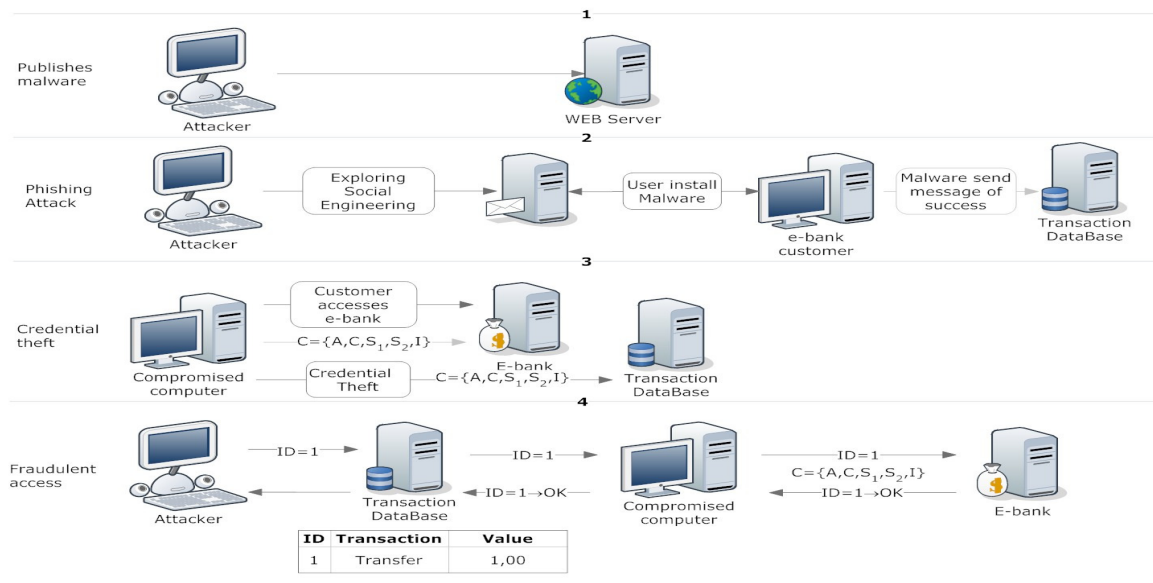 1
Publishes
malware
Attacker
WEB Server
2
Phishing
Attack
Attacker
Exploring
Social
Engineering
User install
Malware
e-bank
customer
Malware send
message of
success
Transaction
DataBase
3
Credential
theft
Compromised
computer
Customer
accesses
e-bank
C={A,C,S₁,S₂,I}
E-bank
Credential
Theft
C={A,C,S₁,S₂,I}
Transaction
DataBase
4
Fraudulent
access
Attacker
ID=1
Transaction
DataBase
ID=1
ID=1→OK
Compromised
computer
ID=1
C={A,C,S₁,S₂,I}
ID=1→OK
E-bank
ID Transaction Value
1 Transfer 1,00